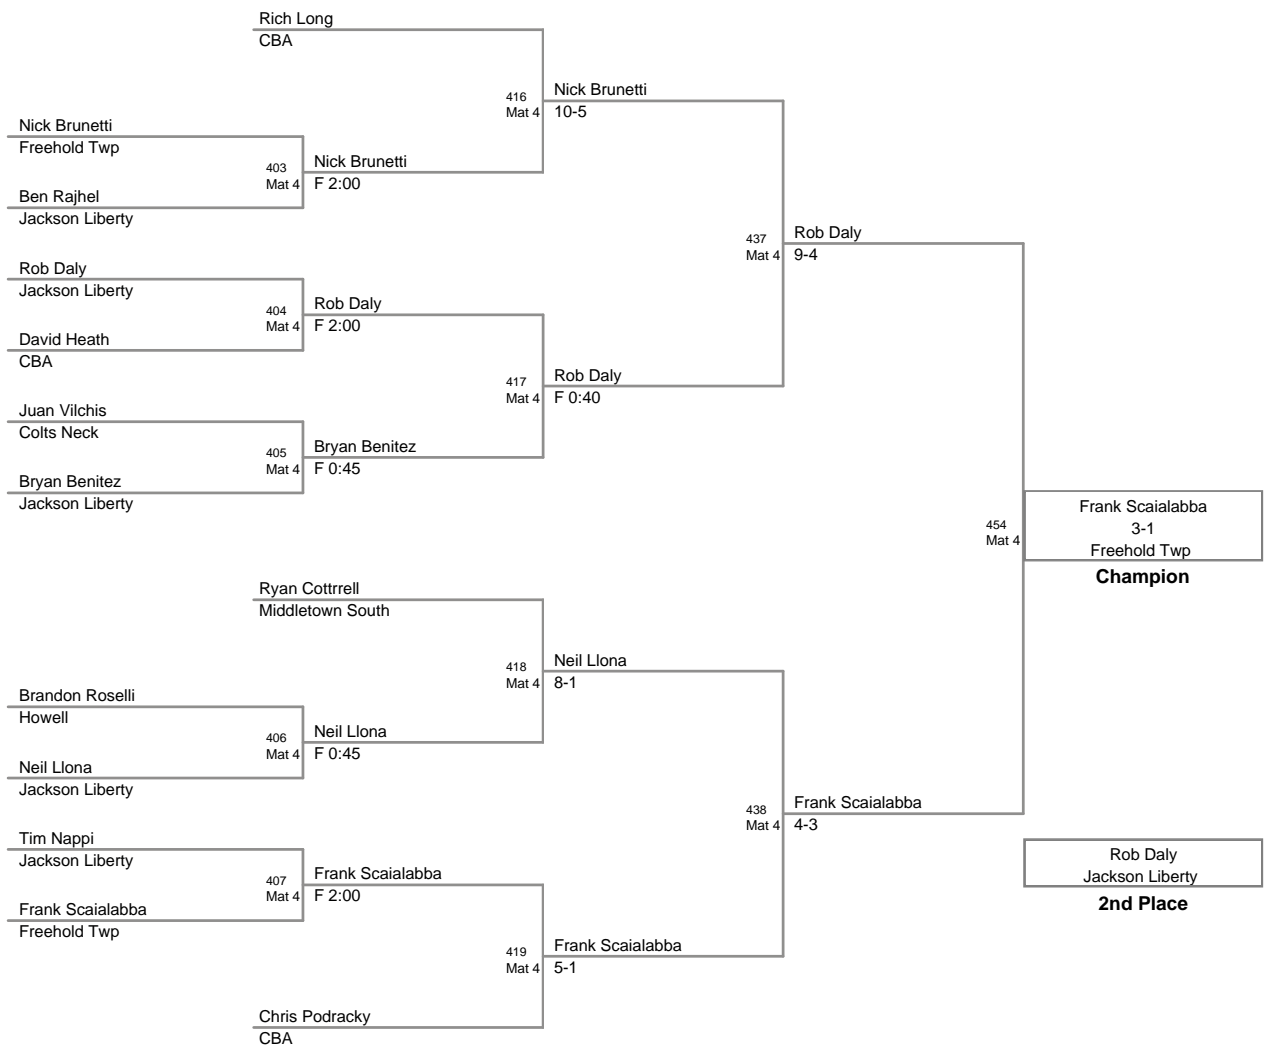 Rich Long
CBA
416
Mat 4
Nick Brunetti
10-5
Nick Brunetti
Freehold Twp
403
Mat 4
Nick Brunetti
F 2:00
Ben Rajhel
Jackson Liberty
437
Mat 4
Rob Daly
9-4
Rob Daly
Jackson Liberty
404
Mat 4
Rob Daly
F 2:00
David Heath
CBA
417
Mat 4
Rob Daly
F 0:40
Juan Vilchis
Colts Neck
405
Mat 4
Bryan Benitez
F 0:45
Bryan Benitez
Jackson Liberty
454
Mat 4
Frank Scaialabba
3-1
Freehold Twp
Champion
Ryan Cottrrell
Middletown South
418
Mat 4
Neil Llona
8-1
Brandon Roselli
Howell
406
Mat 4
Neil Llona
F 0:45
Neil Llona
Jackson Liberty
438
Mat 4
Frank Scaialabba
4-3
Tim Nappi
Jackson Liberty
407
Mat 4
Frank Scaialabba
F 2:00
Rob Daly
Jackson Liberty
2nd Place
Frank Scaialabba
Freehold Twp
419
Mat 4
Frank Scaialabba
5-1
Chris Podracky
CBA